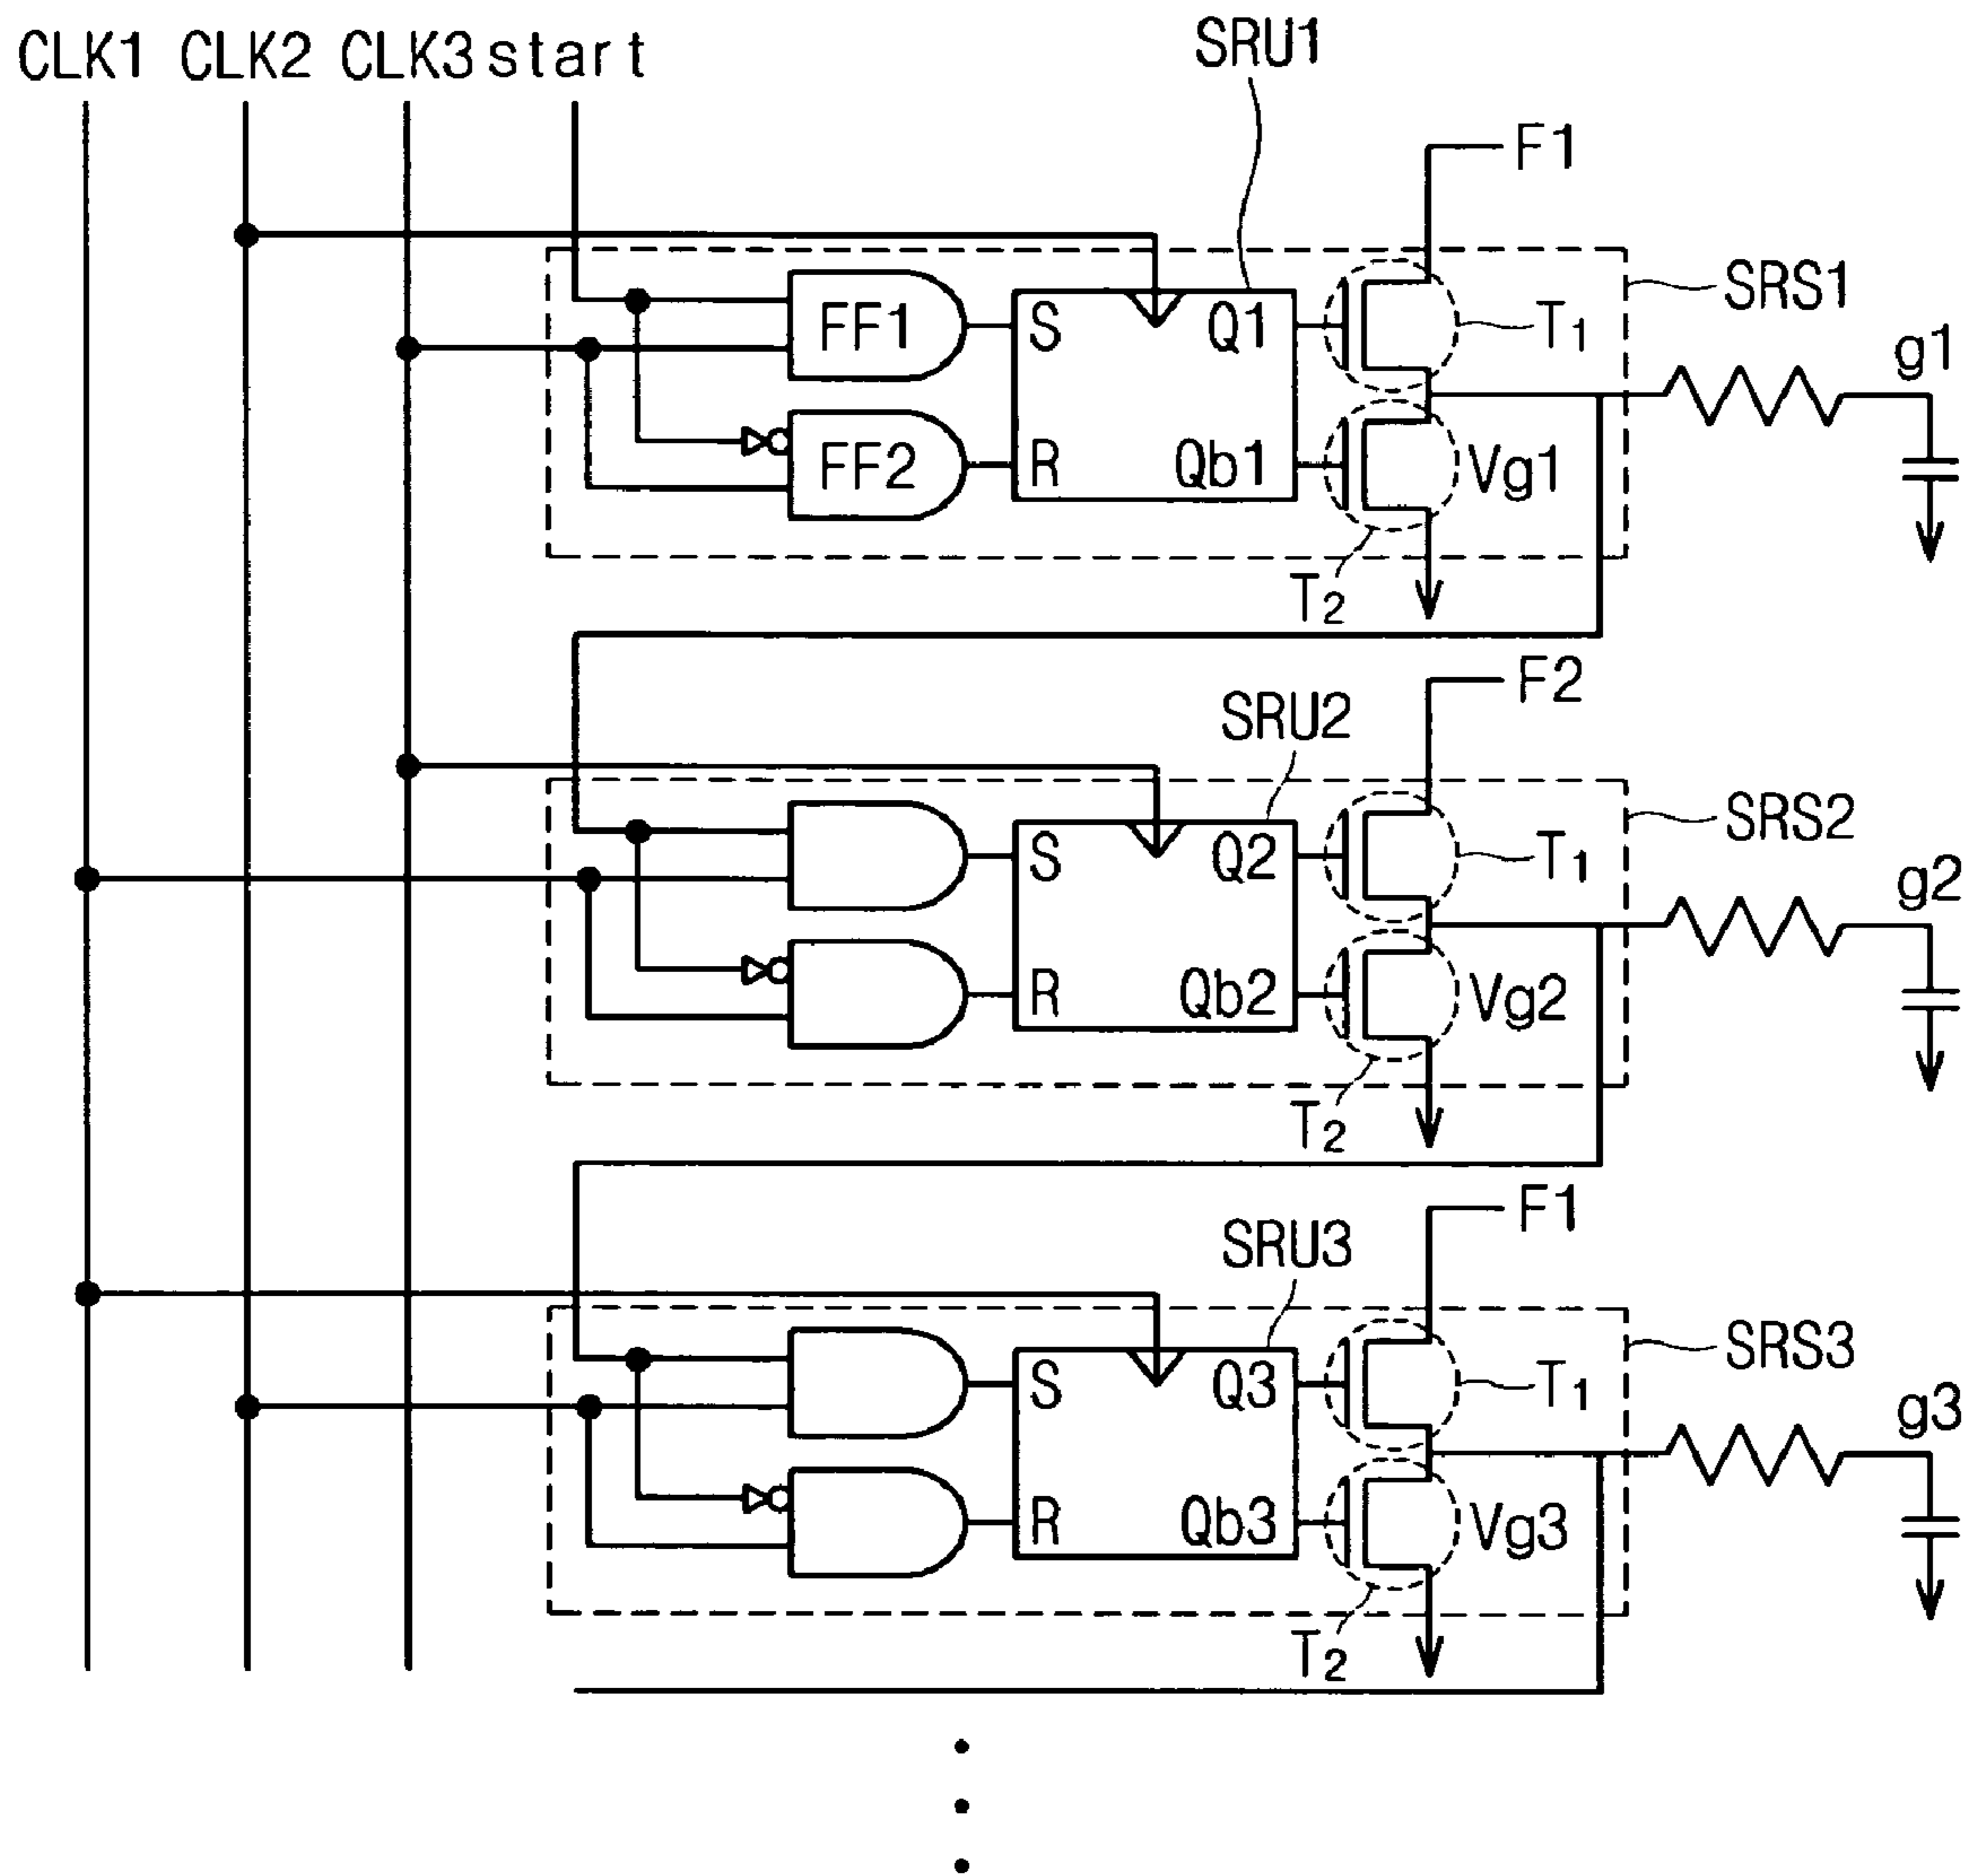 CLK1 CLK2 CLK3 start
SRU1
F1
SRS1
FF1
S
Q1
T1
g1
FF2
R
Qb1
Vg1
T2
F2
SRU2
SRS2
S
Q2
T1
g2
R
Qb2
Vg2
T2
F1
SRU3
SRS3
S
Q3
T1
g3
R
Qb3
Vg3
T2